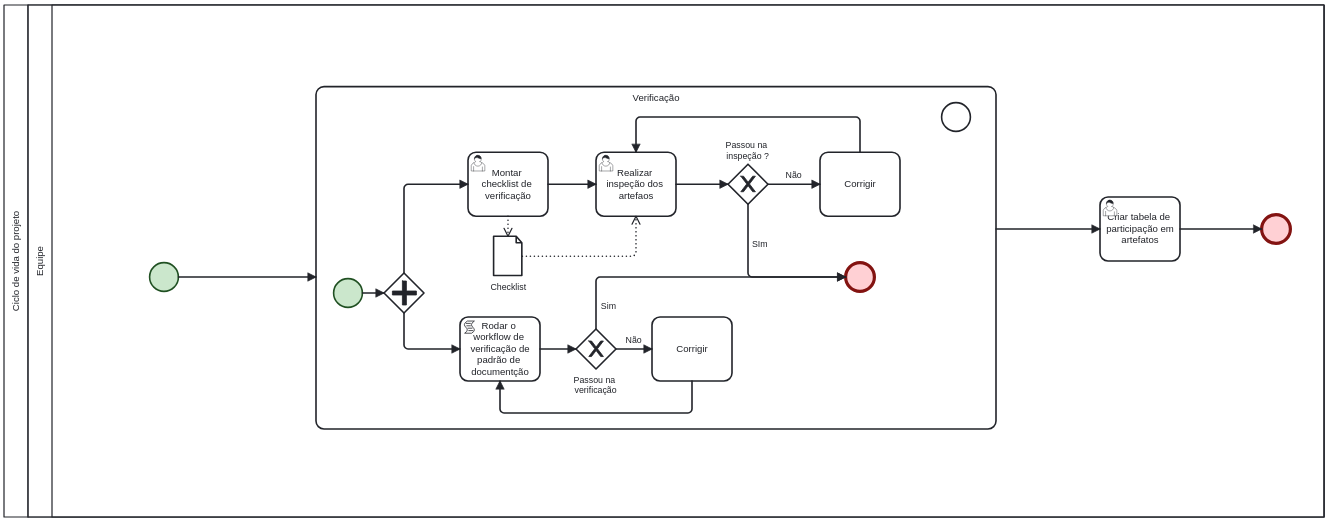 Ciclo de vida do projeto
Equipe
Verificação
Montar
checklist de
verificação
Realizar
inspeção dos
artefaos
Passou na
inspeção ?
Não
Corrigir
SIm
Checklist
Rodar o
workflow de
verificação de
padrão de
documentção
Sim
Passou na
verificação
Não
Corrigir
Criar tabela de
participação em
artefatos